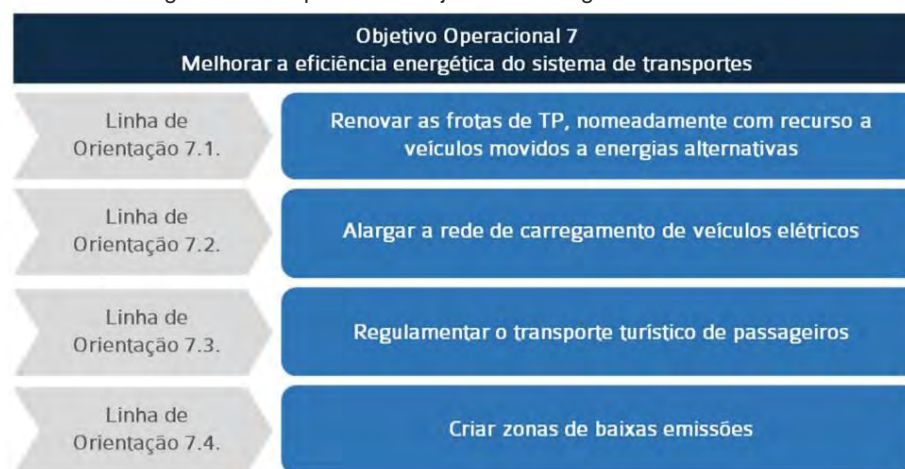 Objetivo Operacional 7
Melhorar a eficiência energética do sistema de transportes
Linha de
Orientação 7.1.
Renovar as frotas de TP, nomeadamente com recurso a
veículos movidos a energias alternativas
Linha de
Orientação 7.2.
Alargar a rede de carregamento de veículos elétricos
Linha de
Orientação 7.3.
Regulamentar o transporte turístico de passageiros
Linha de
Orientação 7.4.
Criar zonas de baixas emissões